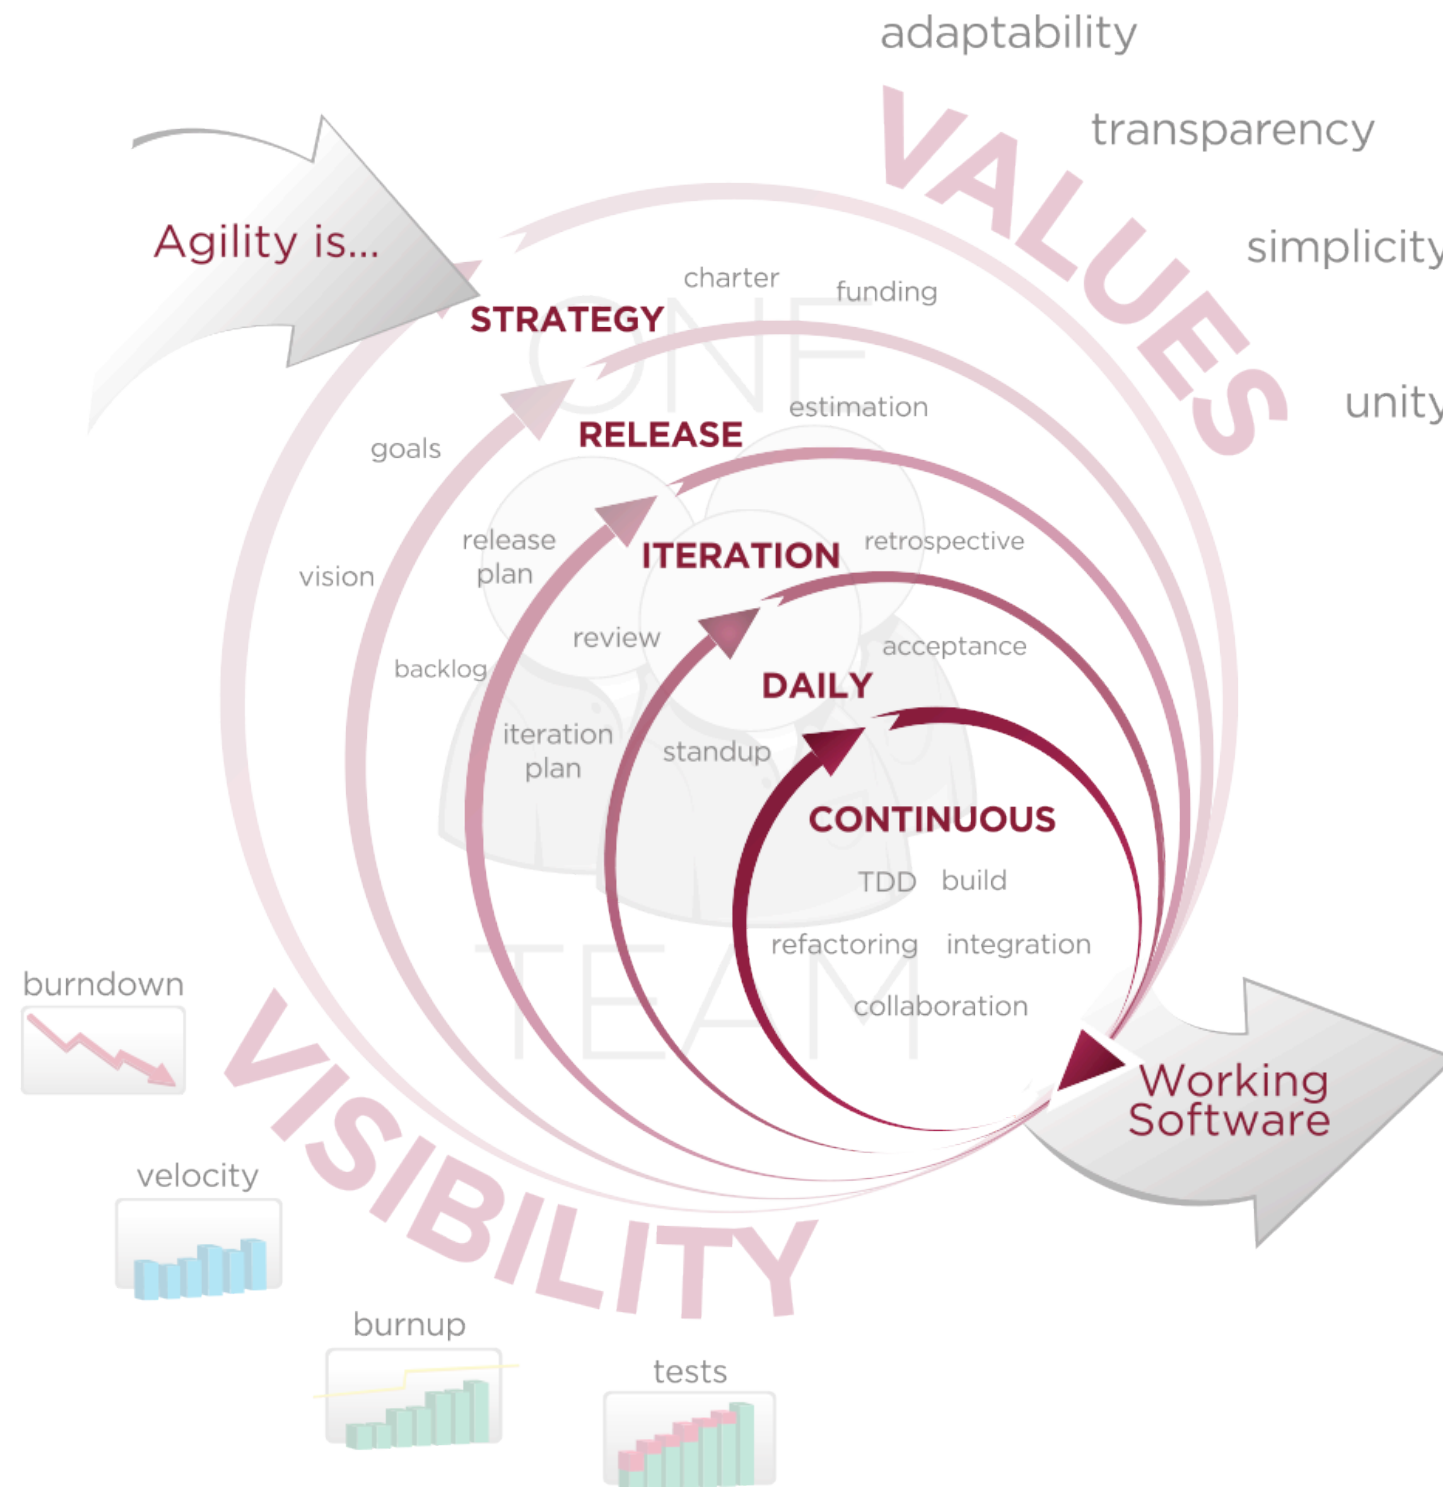 adaptability
VALUES
transparency
Agility is...
simplicity
charter
funding
STRATEGY
ONE
unity
estimation
RELEASE
goals
release
plan
retrospective
ITERATION
vision
review
acceptance
backlog
DAILY
iteration
plan
standup
CONTINUOUS
TDD build
refactoring integration
TEAM
burndown
collaboration
VISIBILITY
Working
Software
velocity
burnup
tests